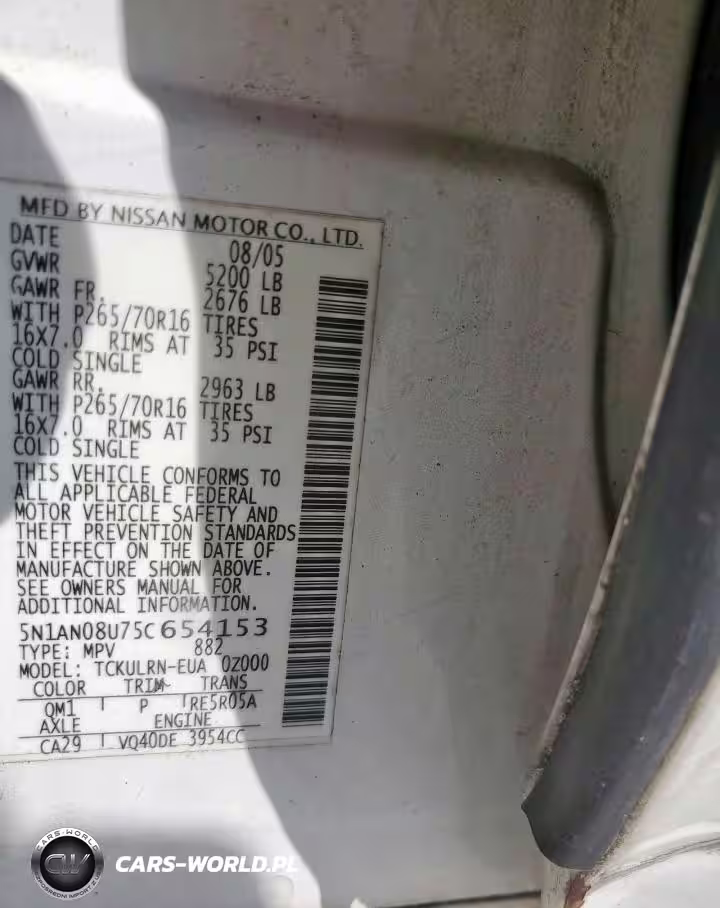 MFD BY NISSAN MOTOR CO., LTD.
DATE 08/05
GVWR 5200 LB
GAWR FR. 2676 LB
WITH P265/70R16 TIRES
16X7.0 RIMS AT 35 PSI
COLD SINGLE
GAWR RR. 2963 LB
WITH P265/70R16 TIRES
16X7.0 RIMS AT 35 PSI
COLD SINGLE
THIS VEHICLE CONFORMS TO
ALL APPLICABLE FEDERAL
MOTOR VEHICLE SAFETY AND
THEFT PREVENTION STANDARDS
IN EFFECT ON THE DATE OF
MANUFACTURE SHOWN ABOVE.
SEE OWNERS MANUAL FOR
ADDITIONAL INFORMATION.
5N1AN08U75C654153
TYPE: MPV 882
MODEL: TCKULRN-EUA 0Z000
COLOR TRIM TRANS
QM1 P RE5R05A
AXLE ENGINE
CA29 VQ40DE 3954CC
CARS-WORLD
CW
CARS-WORLD.PL